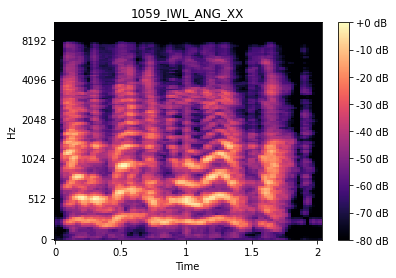 1059_IWL_ANG_XX
+0 dB
8192
-10 dB
-20 dB
4096
-30 dB
2048
Hz
-40 dB
1024
-50 dB
512
-60 dB
-70 dB
0
-80 dB
0
0.5
1
1.5
2
Time